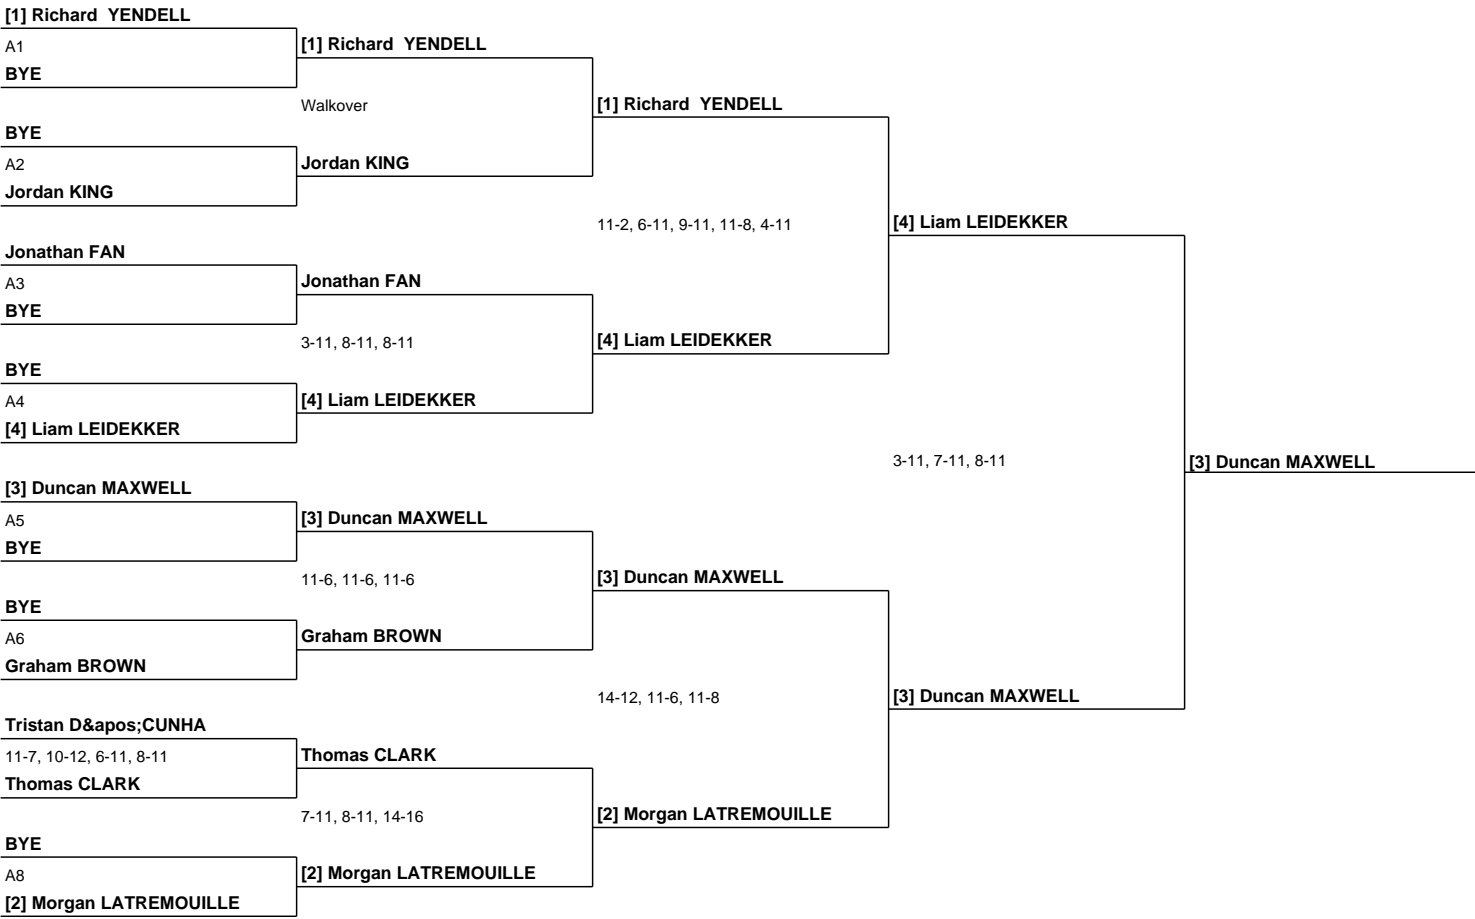 [1] Richard  YENDELL
A1
BYE
BYE
A2
Jordan KING
Jonathan FAN
A3
BYE
BYE
A4
[4] Liam LEIDEKKER
[3] Duncan MAXWELL
A5
BYE
BYE
A6
Graham BROWN
Tristan D&apos;CUNHA
11-7, 10-12, 6-11, 8-11
Thomas CLARK
BYE
A8
[2] Morgan LATREMOUILLE
[1] Richard  YENDELL
Walkover
Jordan KING
Jonathan FAN
3-11, 8-11, 8-11
[4] Liam LEIDEKKER
[3] Duncan MAXWELL
11-6, 11-6, 11-6
Graham BROWN
Thomas CLARK
7-11, 8-11, 14-16
[2] Morgan LATREMOUILLE
[1] Richard  YENDELL
11-2, 6-11, 9-11, 11-8, 4-11
[4] Liam LEIDEKKER
[3] Duncan MAXWELL
14-12, 11-6, 11-8
[2] Morgan LATREMOUILLE
[4] Liam LEIDEKKER
3-11, 7-11, 8-11
[3] Duncan MAXWELL
[3] Duncan MAXWELL